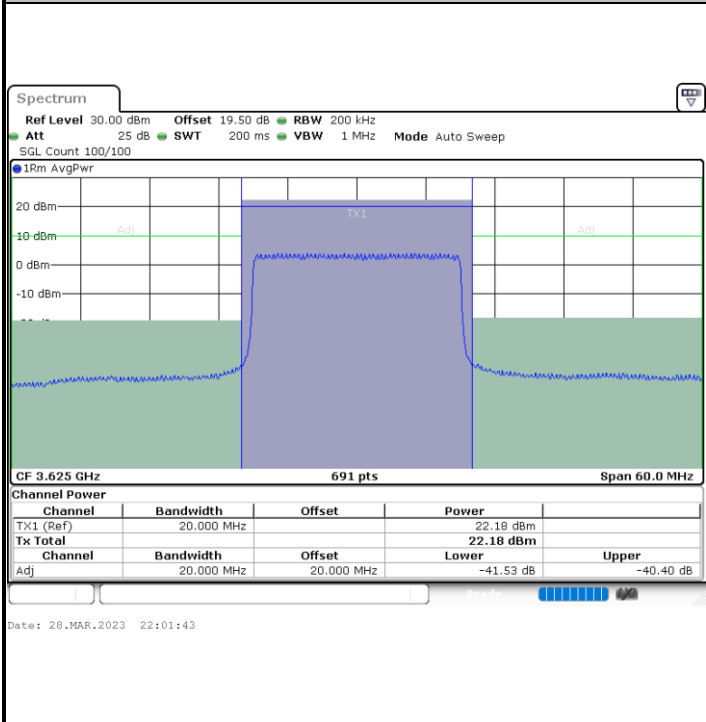 Spectrum
Ref Level 30.00 dBm Offset 19.50 dB RBW 200 kHz
Att 25 dB SWT 200 ms VBW 1 MHz Mode Auto Sweep
SGL Count 100/100
1Rm AvgPwr
20 dBm
TX1
Adj
10 dBm
Adj
0 dBm
-10 dBm
CF 3.625 GHz 691 pts Span 60.0 MHz
Channel Power
Channel Bandwidth Offset Power
TX1 (Ref) 20.000 MHz 22.18 dBm
Tx Total 22.18 dBm
Channel Bandwidth Offset Lower Upper
Adj 20.000 MHz 20.000 MHz -41.53 dB -40.40 dB
Ready
Date: 28.MAR.2023 22:01:43